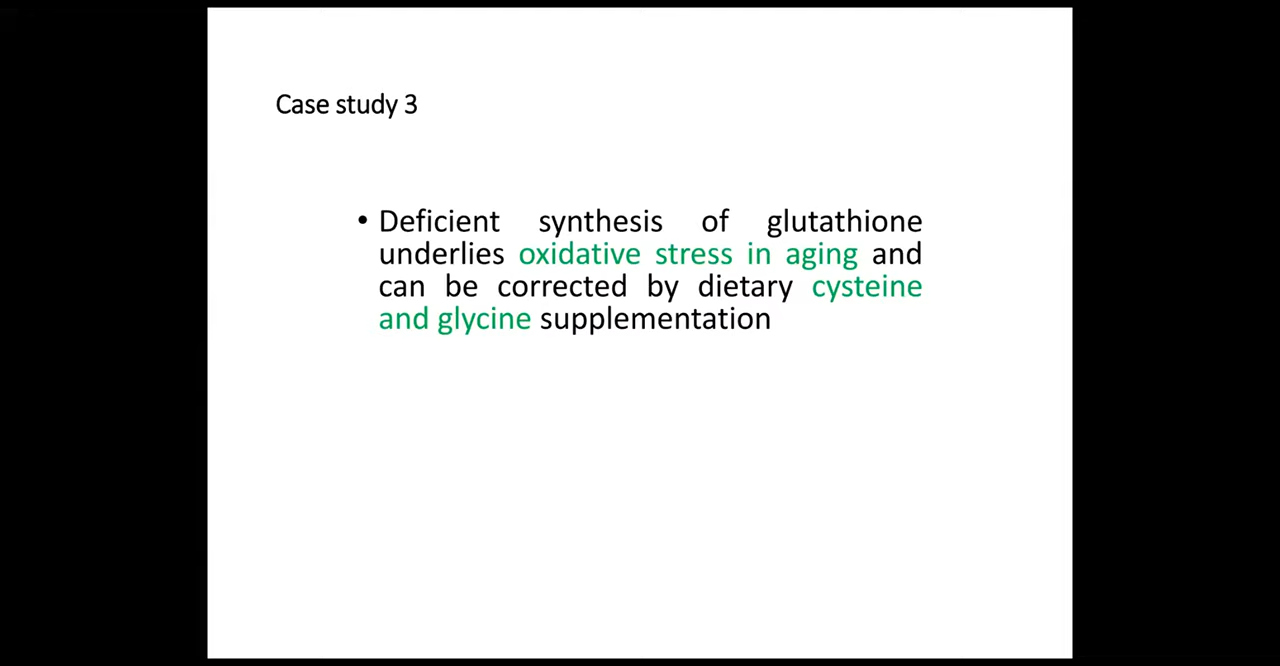 Case study 3
• Deficient synthesis of glutathione
underlies oxidative stress in aging and
can be corrected by dietary cysteine
and glycine supplementation